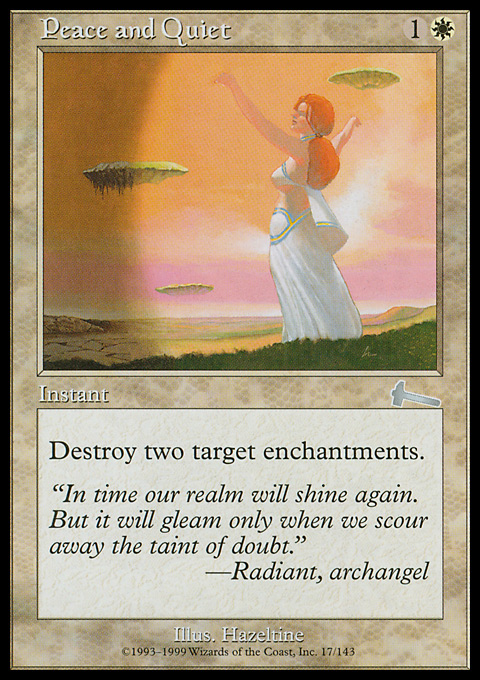 Peace and Quiet 1
Instant
Destroy two target enchantments.
“In time our realm will shine again.
But it will gleam only when we scour
away the taint of doubt.”
—Radiant, archangel
Illus. Hazeltine
©1993–1999 Wizards of the Coast, Inc. 17/143